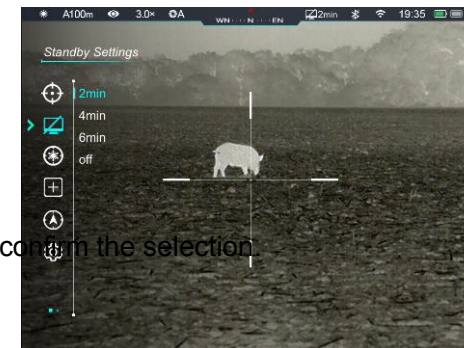 A100m 3.0× A WN N EN 2min 19:35
Standby Settings
2min
4min
6min
off
confirm the selection.